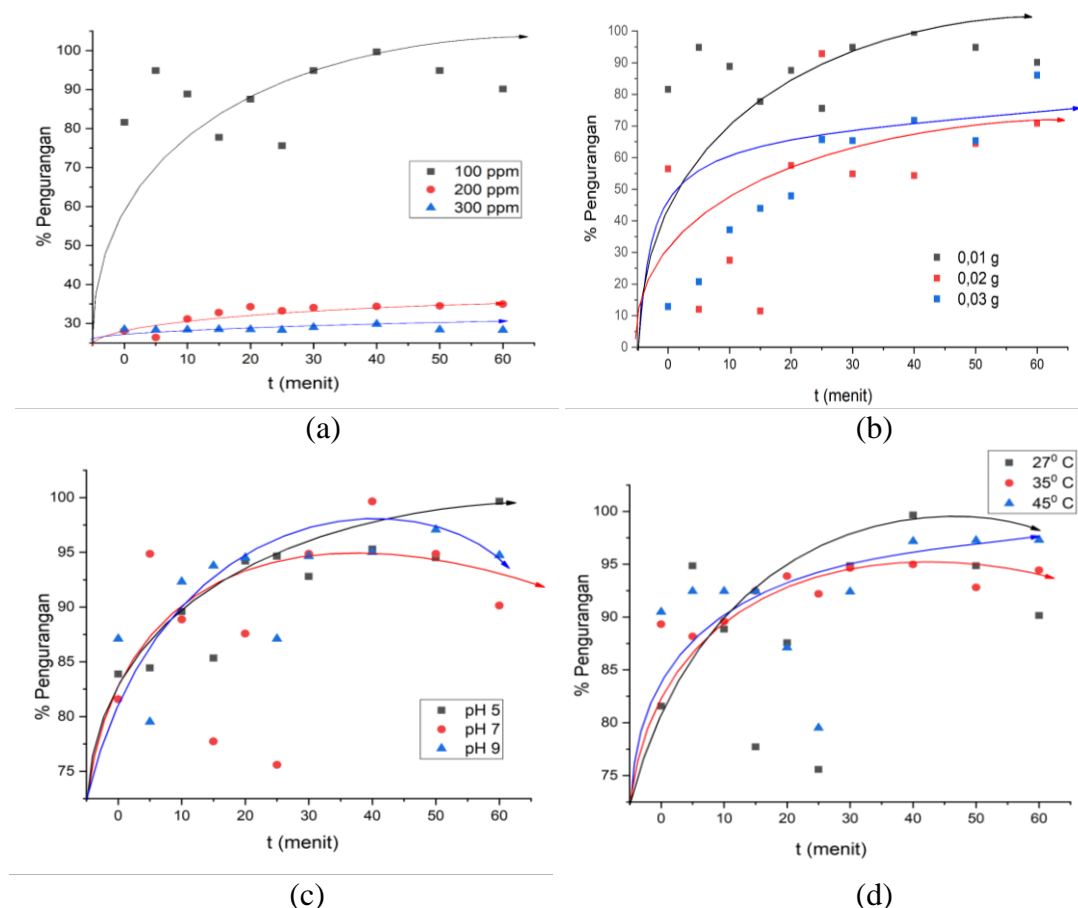 100
90
80
70
60
50
40
30
% Pengurangan
100 ppm
200 ppm
300 ppm
0 10 20 30 40 50 60
t (menit)
(a)
100
90
80
70
60
50
40
30
20
10
0
% Pengurangan
0,01 g
0,02 g
0,03 g
0 10 20 30 40 50 60
t (menit)
(b)
100
95
90
85
80
75
% Pengurangan
pH 5
pH 7
pH 9
0 10 20 30 40 50 60
t (menit)
(c)
27⁰ C
35⁰ C
45⁰ C
100
95
90
85
80
75
% Pengurangan
0 10 20 30 40 50 60
t (menit)
(d)